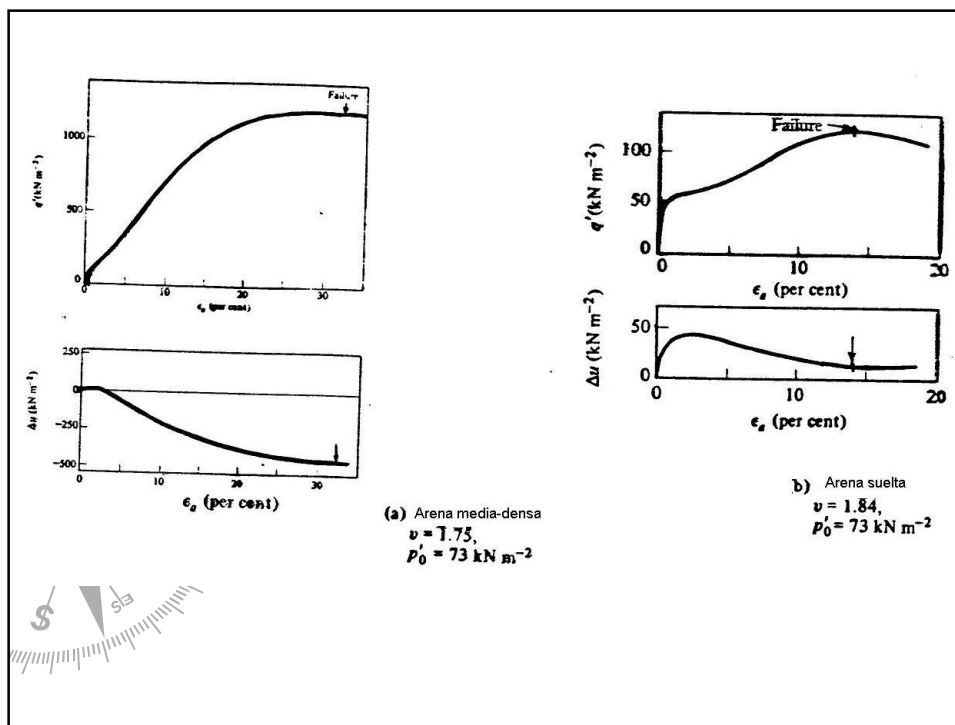 Failure
1000
500
0
q' (kN m⁻²)
0
10
20
30
ϵₐ (per cent)
250
0
−250
−500
Δu (kN m⁻²)
10
20
30
ϵₐ (per cent)
(a) Arena media-densa
v = 1.75,
p'₀ = 73 kN m⁻²
Failure
100
50
0
q' (kN m⁻²)
0
10
20
ϵₐ (per cent)
50
0
Δu (kN m⁻²)
0
10
20
ϵₐ (per cent)
b) Arena suelta
v = 1.84,
p'₀ = 73 kN m⁻²
S
SE